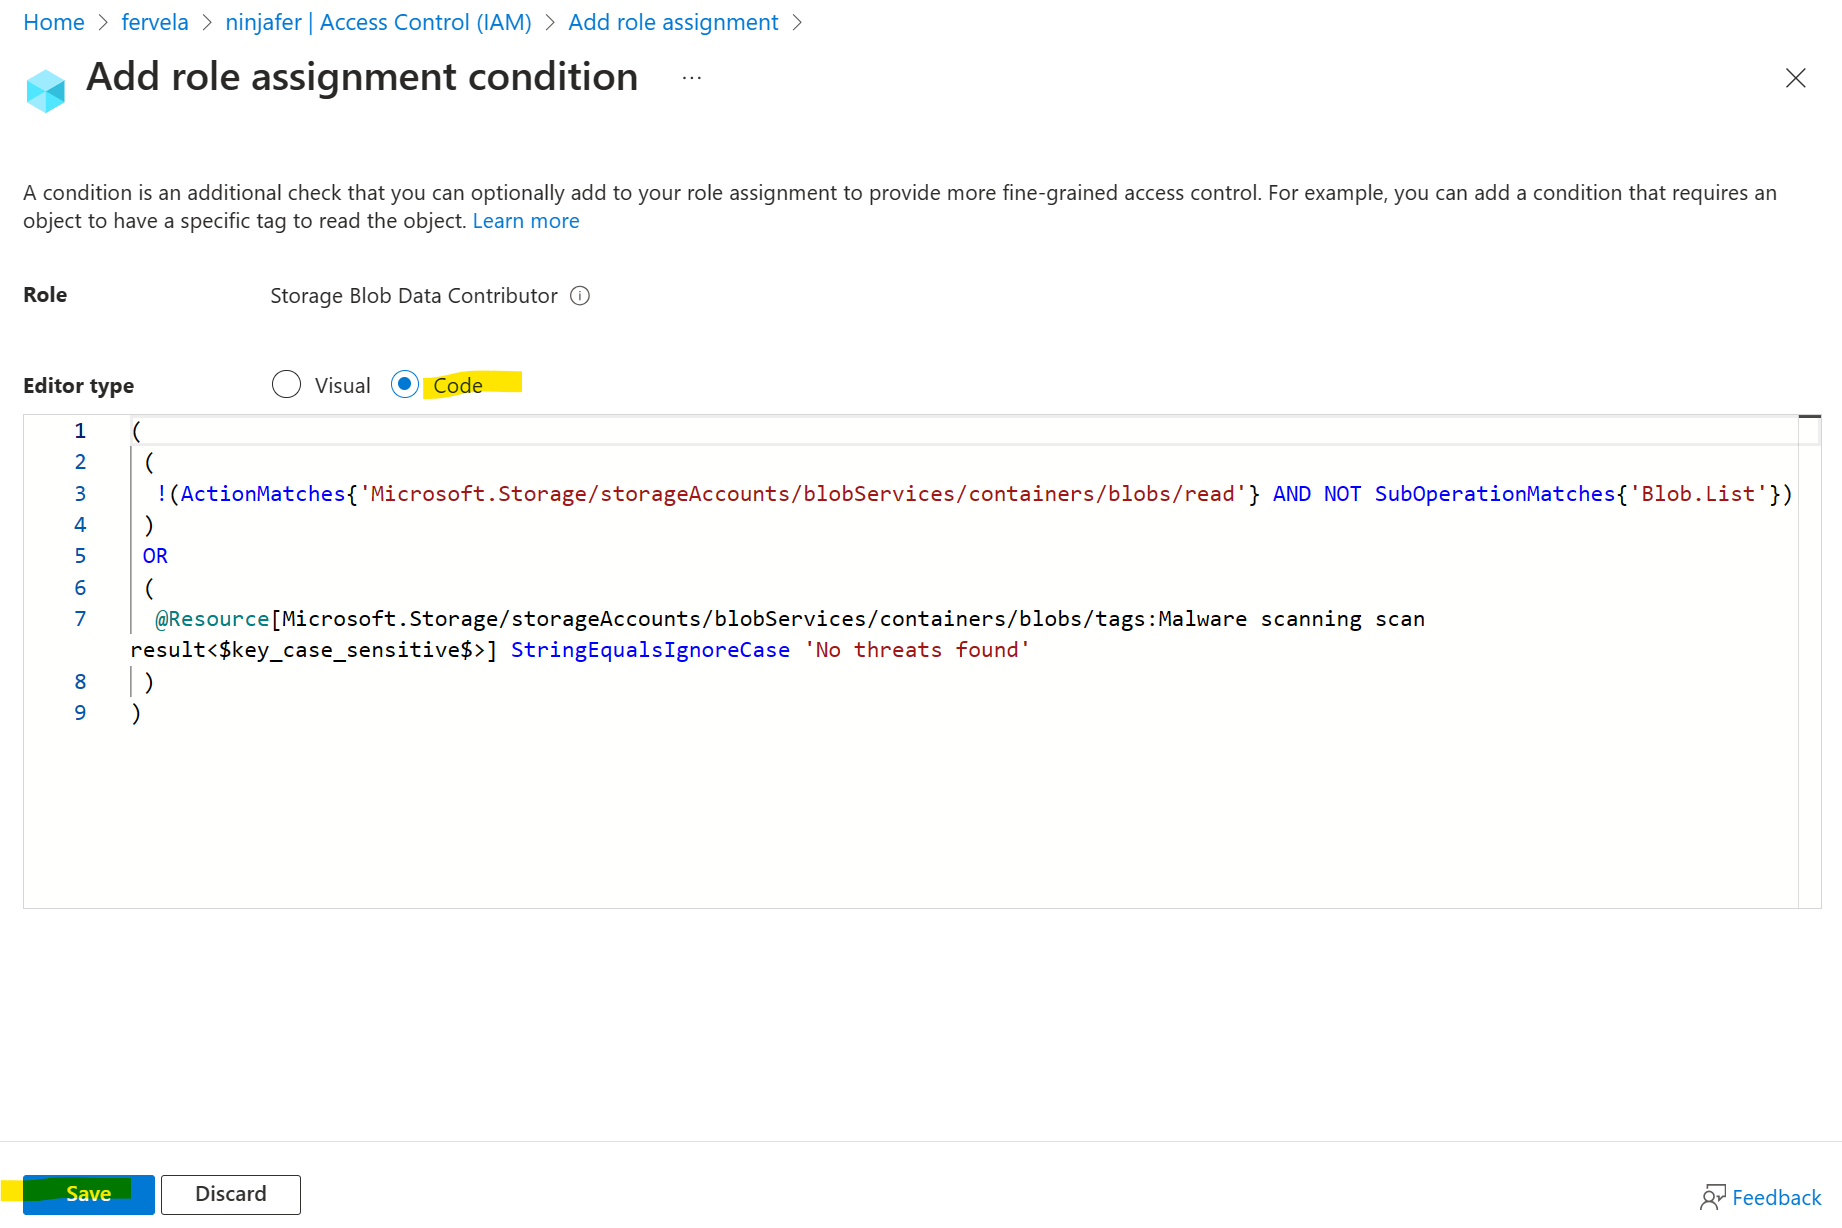 Home > fervela > ninjafer | Access Control (IAM) > Add role assignment >
Add role assignment condition ...
A condition is an additional check that you can optionally add to your role assignment to provide more fine-grained access control. For example, you can add a condition that requires an
object to have a specific tag to read the object. Learn more
Role Storage Blob Data Contributor
Editor type Visual Code
1 (
2 (
3 !(ActionMatches{'Microsoft.Storage/storageAccounts/blobServices/containers/blobs/read'} AND NOT SubOperationMatches{'Blob.List'})
4 )
5 OR
6 (
7 @Resource[Microsoft.Storage/storageAccounts/blobServices/containers/blobs/tags:Malware scanning scan
result<$key_case_sensitive$>] StringEqualsIgnoreCase 'No threats found'
8 )
9 )
Save Discard
Feedback